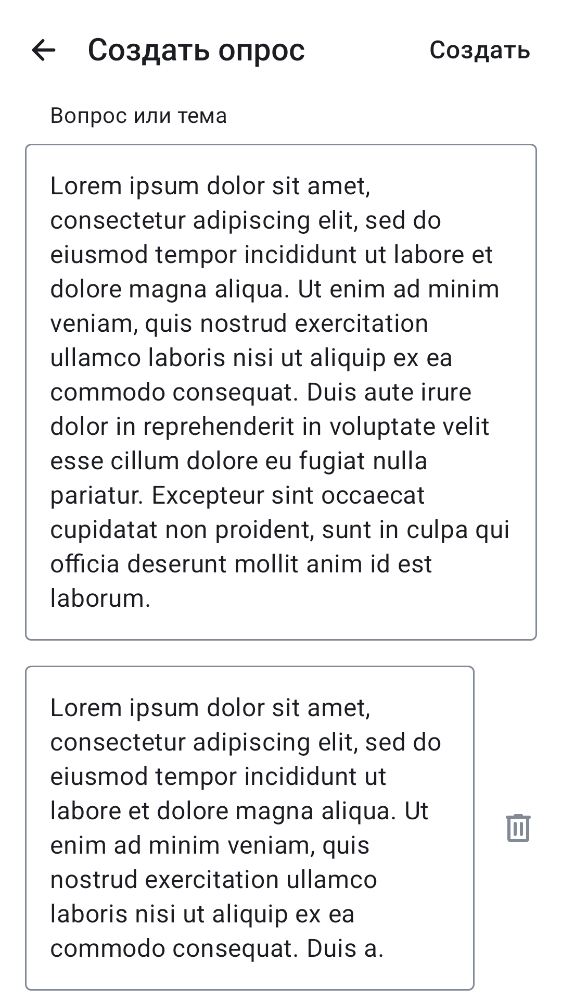 Создать опрос
Создать
Вопрос или тема
Lorem ipsum dolor sit amet,
consectetur adipiscing elit, sed do
eiusmod tempor incididunt ut labore et
dolore magna aliqua. Ut enim ad minim
veniam, quis nostrud exercitation
ullamco laboris nisi ut aliquip ex ea
commodo consequat. Duis aute irure
dolor in reprehenderit in voluptate velit
esse cillum dolore eu fugiat nulla
pariatur. Excepteur sint occaecat
cupidatat non proident, sunt in culpa qui
officia deserunt mollit anim id est
laborum.
Lorem ipsum dolor sit amet,
consectetur adipiscing elit, sed do
eiusmod tempor incididunt ut
labore et dolore magna aliqua. Ut
enim ad minim veniam, quis
nostrud exercitation ullamco
laboris nisi ut aliquip ex ea
commodo consequat. Duis a.